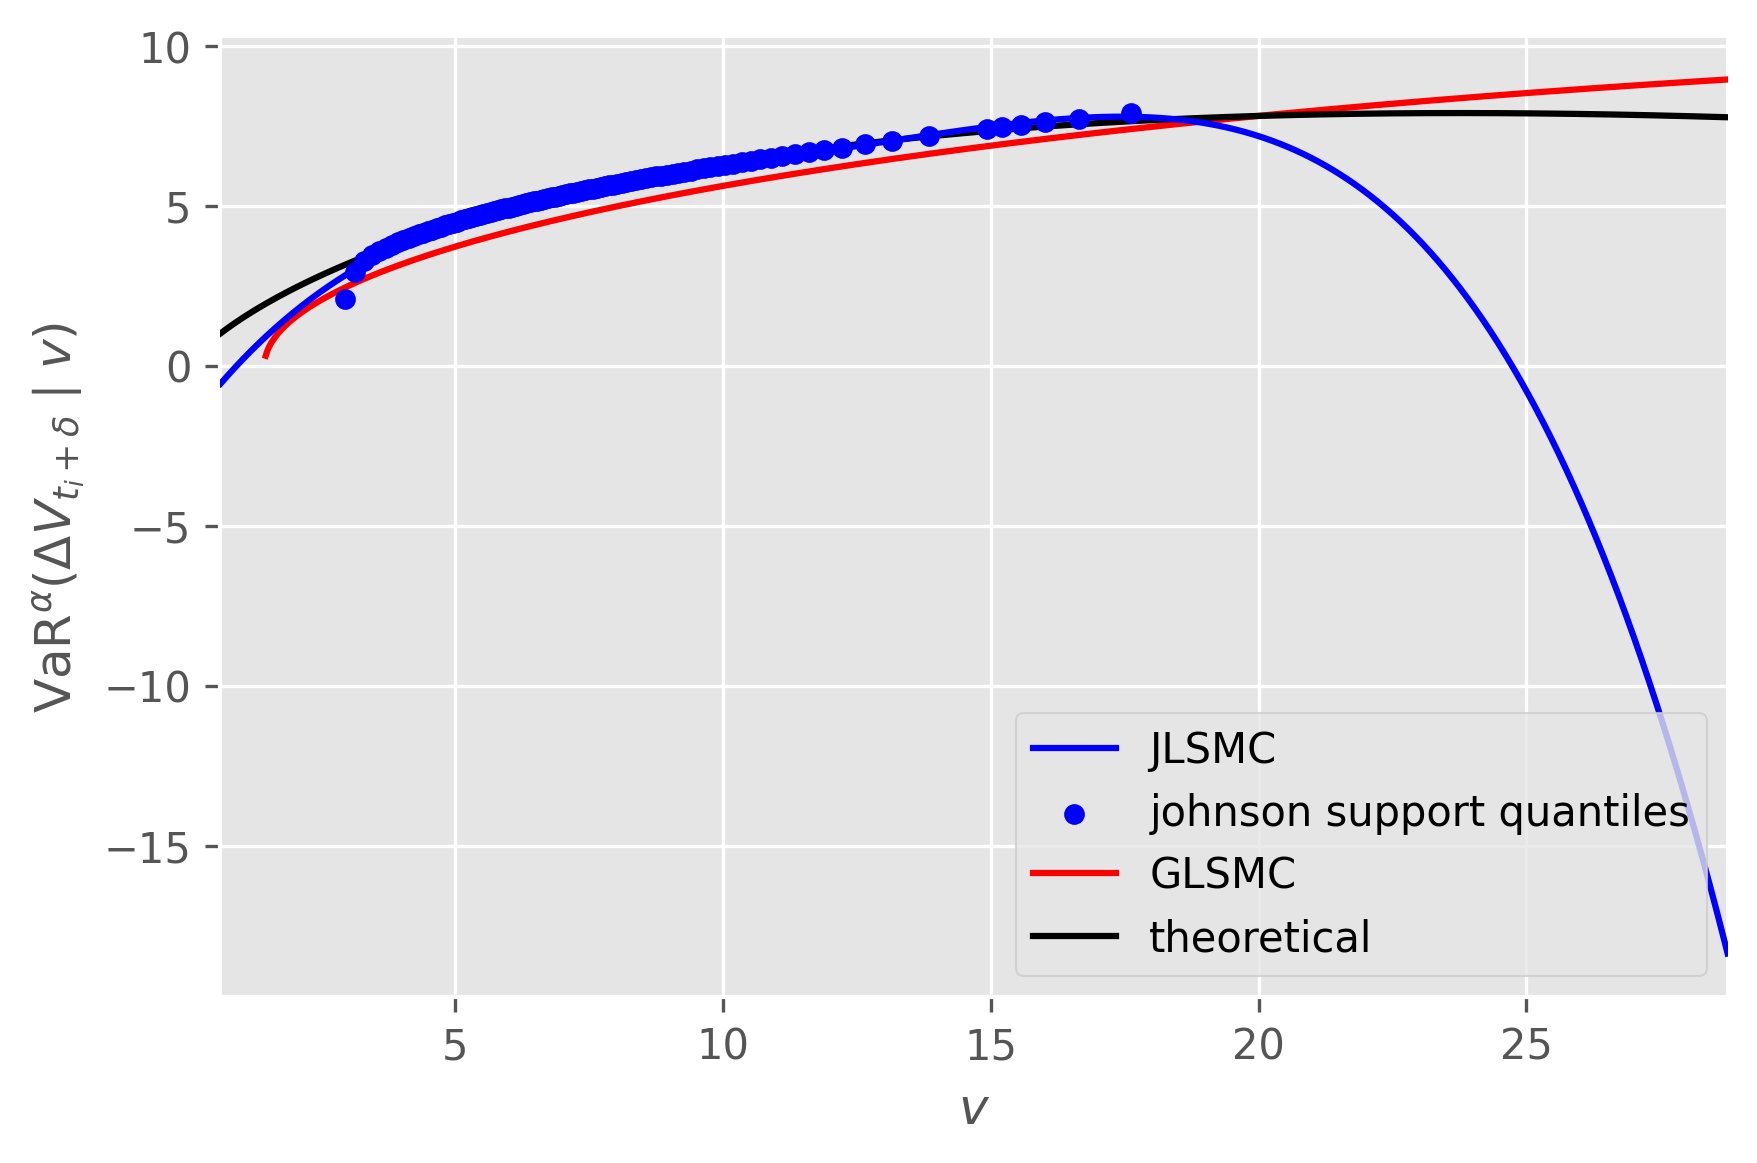 10
5
0
−5
−10
−15
VaR^α(ΔV_{t_i+δ} | v)
JLSMC
johnson support quantiles
GLSMC
theoretical
5 10 15 20 25
v